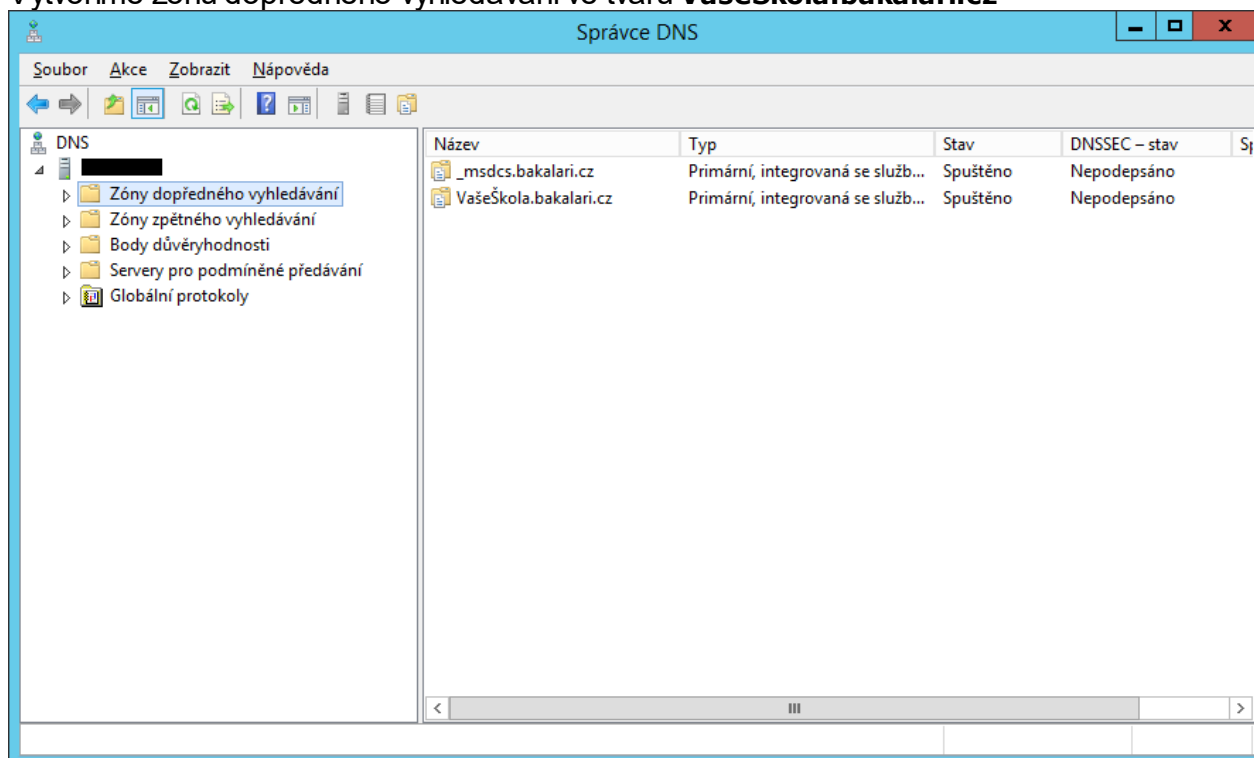 Vytvoříme zónu dopředného vyhledávání ve tvaru VašeŠkola.bakalari.cz
Správce DNS
Soubor Akce Zobrazit Nápověda
DNS
Název Typ Stav DNSSEC – stav
_msdcs.bakalari.cz Primární, integrovaná se služb... Spuštěno Nepodepsáno
Zóny dopředného vyhledávání
VašeŠkola.bakalari.cz Primární, integrovaná se služb... Spuštěno Nepodepsáno
Zóny zpětného vyhledávání
Body důvěryhodnosti
Servery pro podmíněné předávání
Globální protokoly